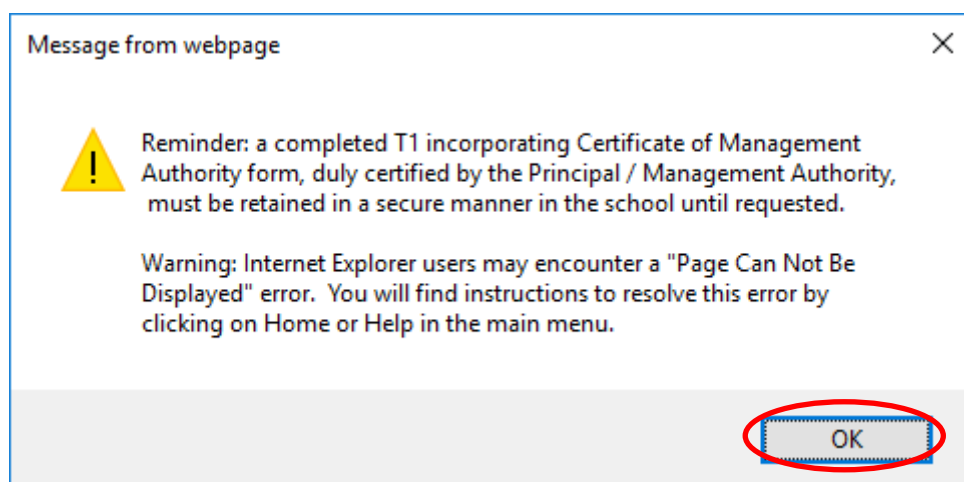 Message from webpage
Reminder: a completed T1 incorporating Certificate of Management
Authority form, duly certified by the Principal / Management Authority,
must be retained in a secure manner in the school until requested.
Warning: Internet Explorer users may encounter a "Page Can Not Be
Displayed" error.  You will find instructions to resolve this error by
clicking on Home or Help in the main menu.
OK